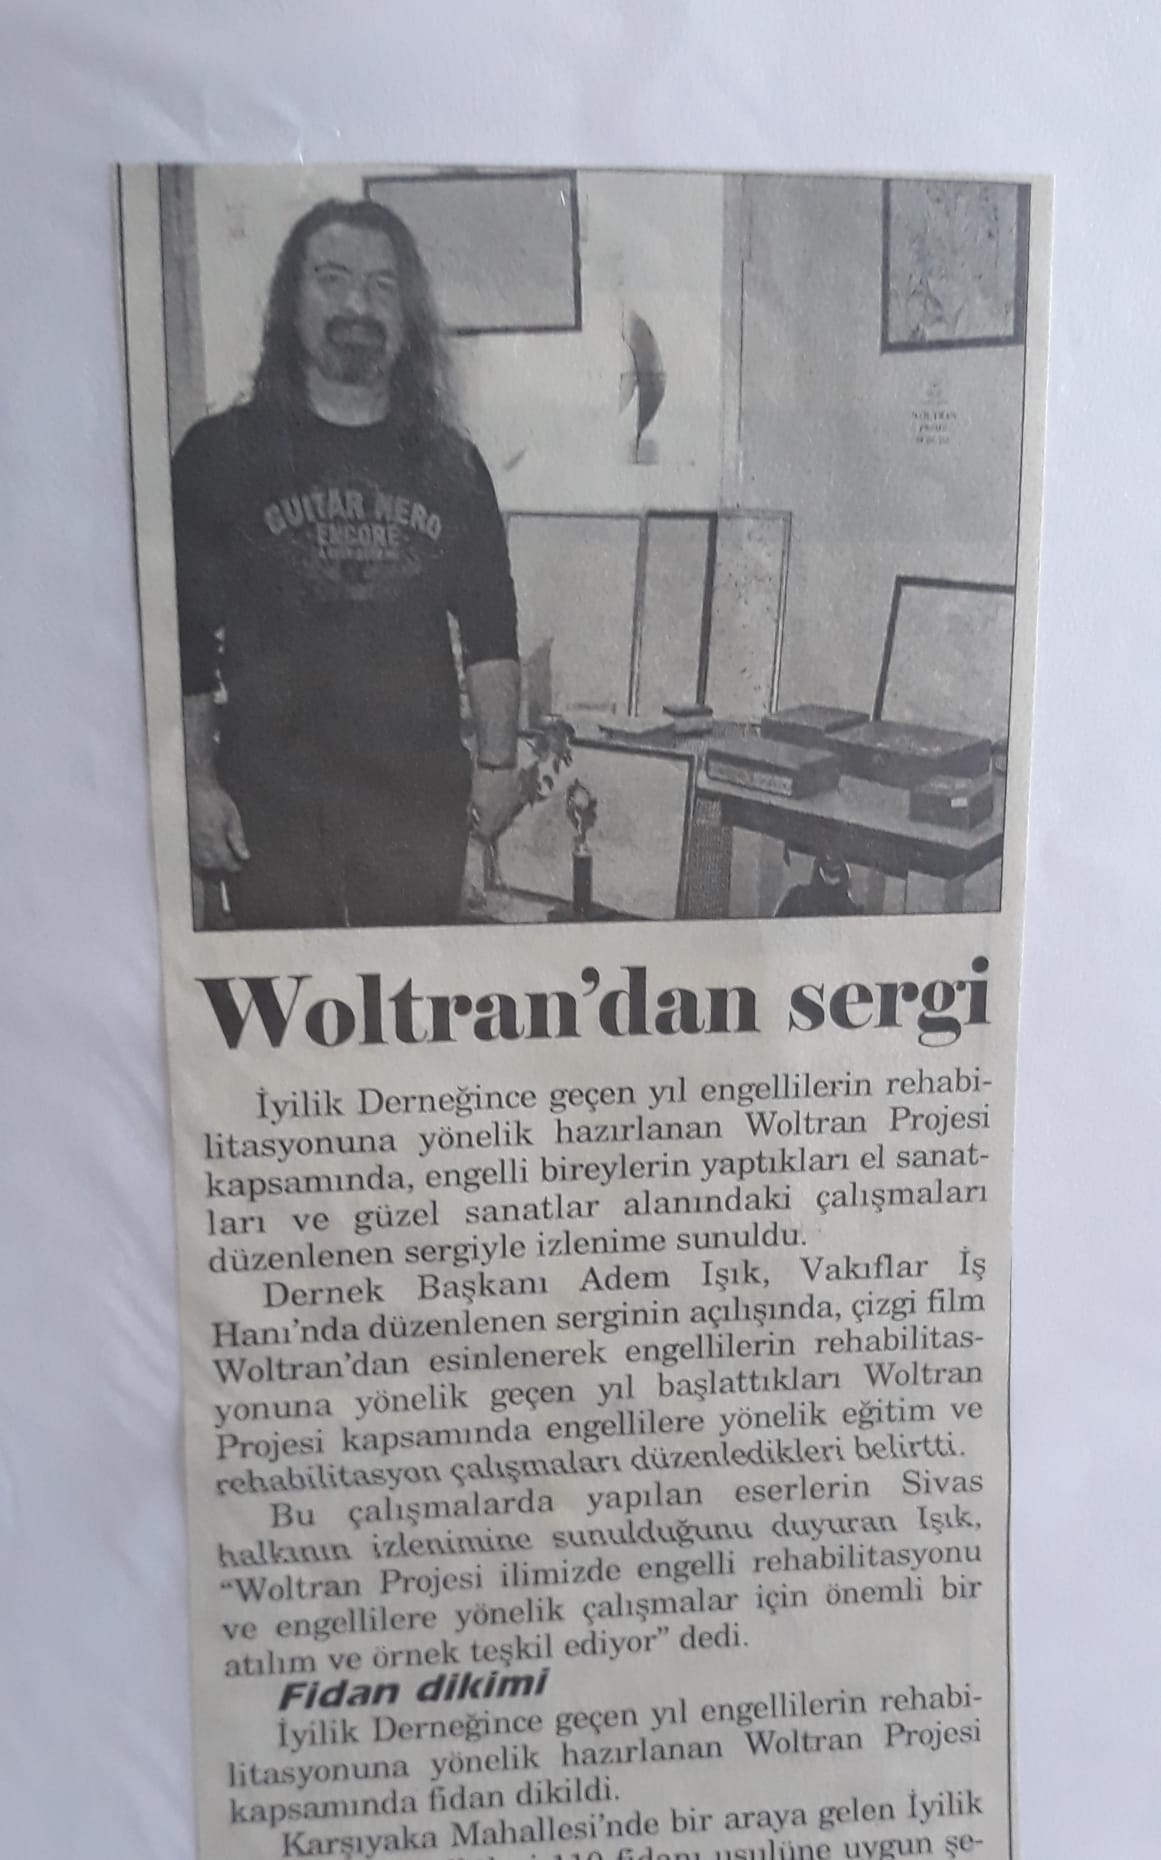 GUITAR HERO
ENCORE
WOLTRAN
Woltran’dan sergi
İyilik Derneğince geçen yıl engellilerin rehabi-
litasyonuna yönelik hazırlanan Woltran Projesi
kapsamında, engelli bireylerin yaptıkları el sanat-
ları ve güzel sanatlar alanındaki çalışmaları
düzenlenen sergiyle izlenime sunuldu.
Dernek Başkanı Adem Işık, Vakıflar İş
Hanı’nda düzenlenen serginin açılışında, çizgi film
Woltran’dan esinlenerek engellilerin rehabilitas-
yonuna yönelik geçen yıl başlattıkları Woltran
Projesi kapsamında engellilere yönelik eğitim ve
rehabilitasyon çalışmaları düzenledikleri belirtti.
Bu çalışmalarda yapılan eserlerin Sivas
halkının izlenimine sunulduğunu duyuran Işık,
“Woltran Projesi ilimizde engelli rehabilitasyonu
ve engellilere yönelik çalışmalar için önemli bir
atılım ve örnek teşkil ediyor” dedi.
Fidan dikimi
İyilik Derneğince geçen yıl engellilerin rehabi-
litasyonuna yönelik hazırlanan Woltran Projesi
kapsamında fidan dikildi.
Karşıyaka Mahallesi’nde bir araya gelen İyilik
110 fidanı usulüne uygun şe-